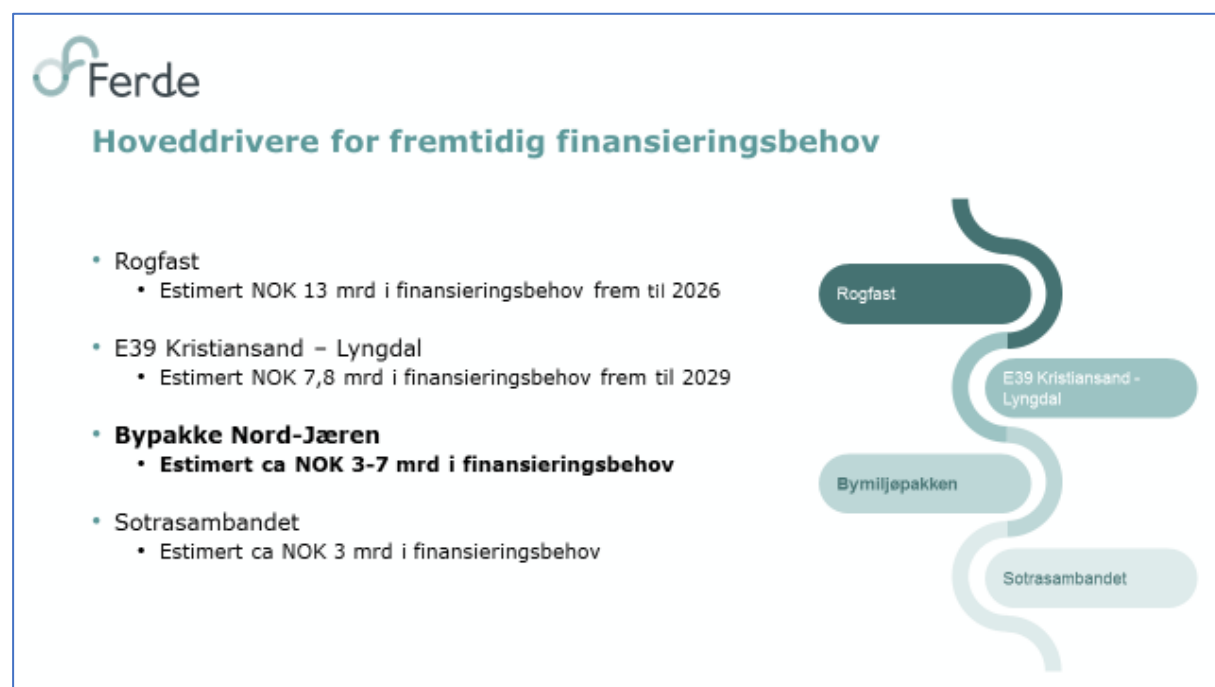 Ferde
Hoveddrivere for fremtidig finansieringsbehov
• Rogfast
• Estimert NOK 13 mrd i finansieringsbehov frem til 2026
• E39 Kristiansand – Lyngdal
• Estimert NOK 7,8 mrd i finansieringsbehov frem til 2029
• Bypakke Nord-Jæren
• Estimert ca NOK 3-7 mrd i finansieringsbehov
• Sotrasambandet
• Estimert ca NOK 3 mrd i finansieringsbehov
Rogfast
E39 Kristiansand -
Lyngdal
Bymiljøpakken
Sotrasambandet